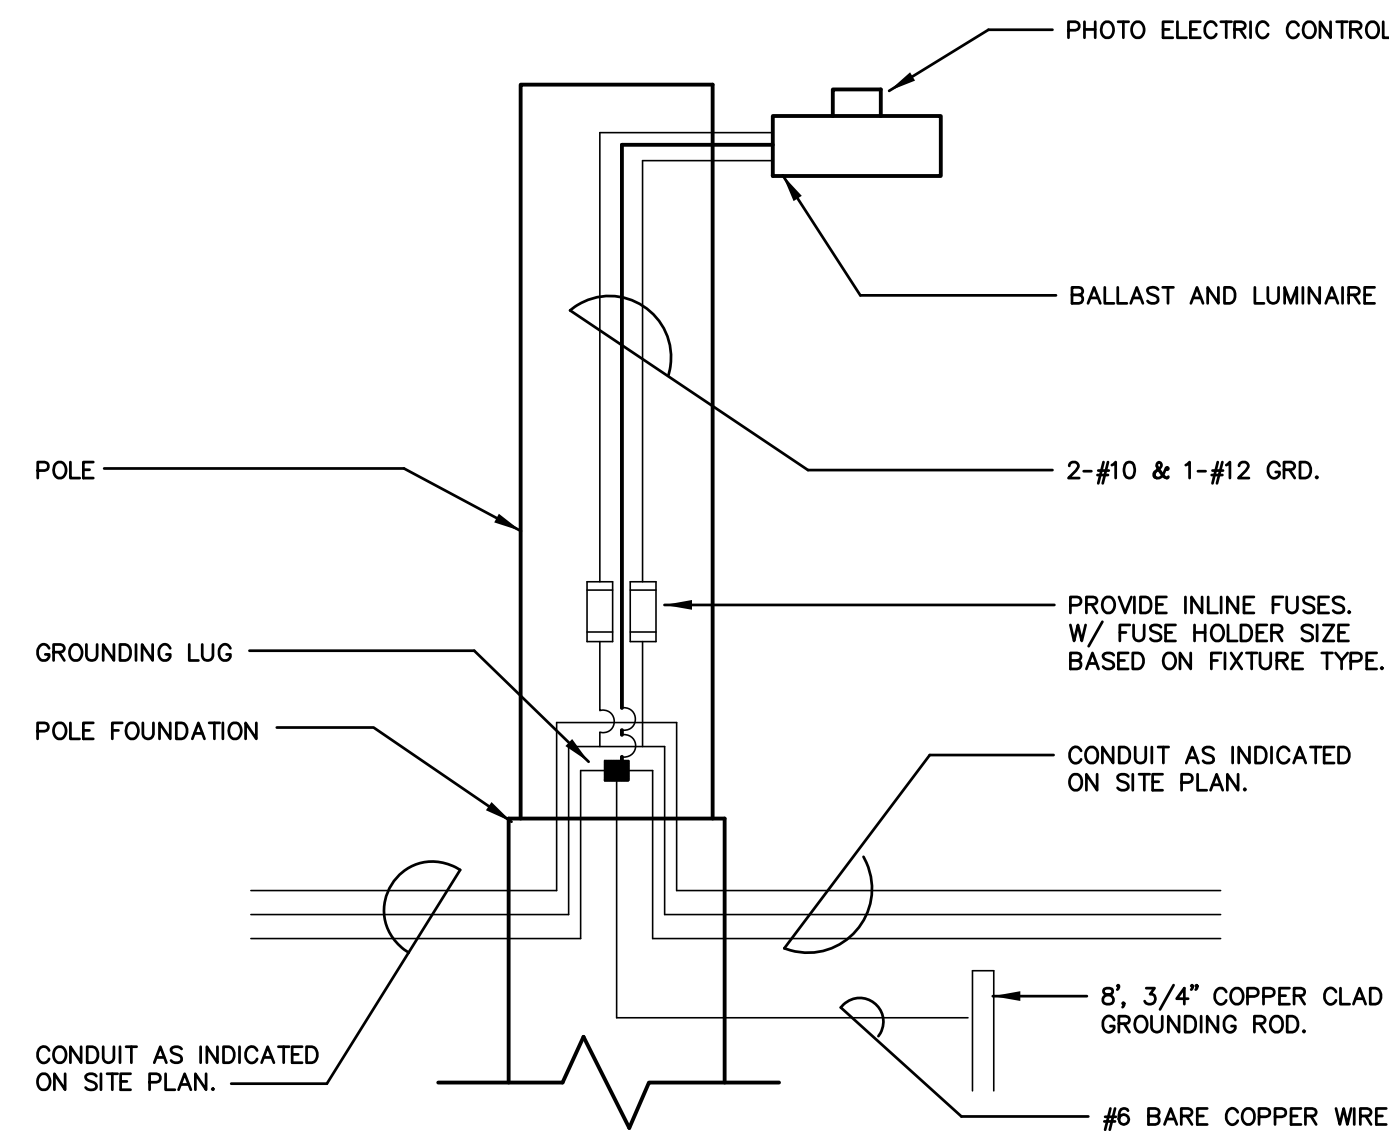 PHOTO ELECTRIC CONTROL
BALLAST AND LUMINAIRE
POLE
2-#10 & 1-#12 GRD.
PROVIDE INLINE FUSES.
W/ FUSE HOLDER SIZE
BASED ON FIXTURE TYPE.
GROUNDING LUG
POLE FOUNDATION
CONDUIT AS INDICATED
ON SITE PLAN.
8', 3/4" COPPER CLAD
GROUNDING ROD.
CONDUIT AS INDICATED
ON SITE PLAN.
#6 BARE COPPER WIRE